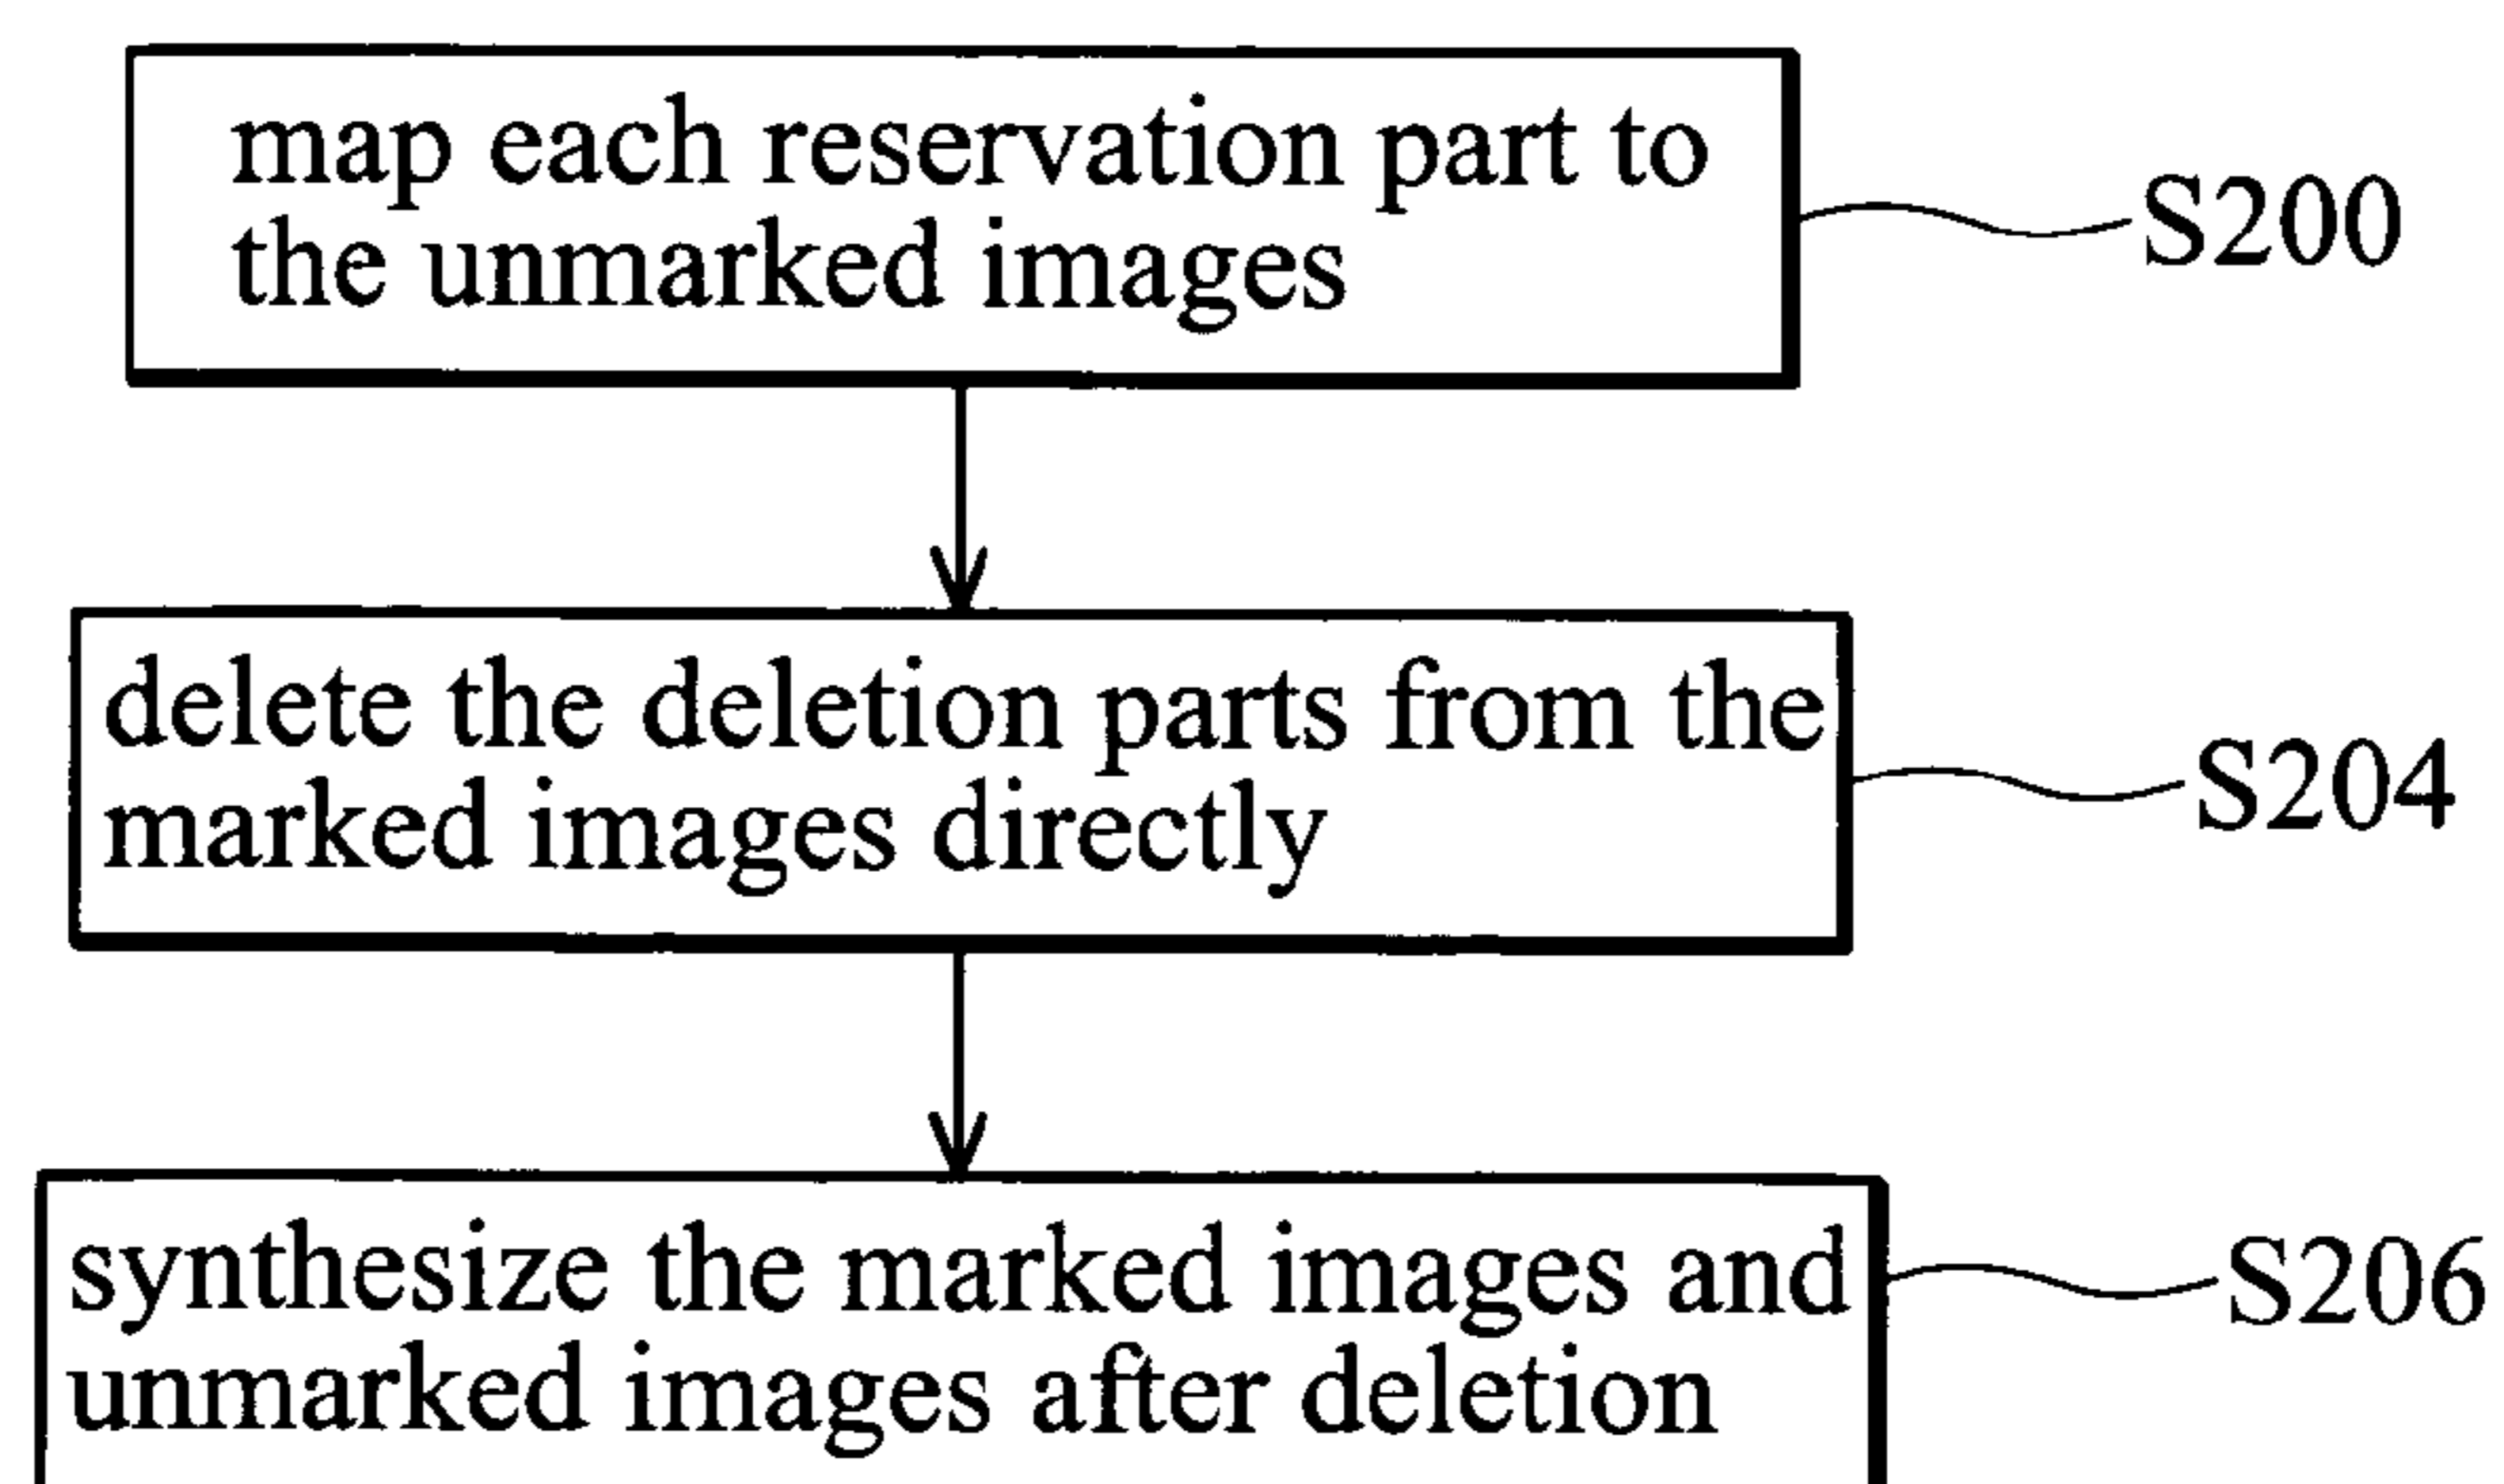 map each reservation part to
the unmarked images
S200
delete the deletion parts from the
marked images directly
S204
synthesize the marked images and
unmarked images after deletion
S206